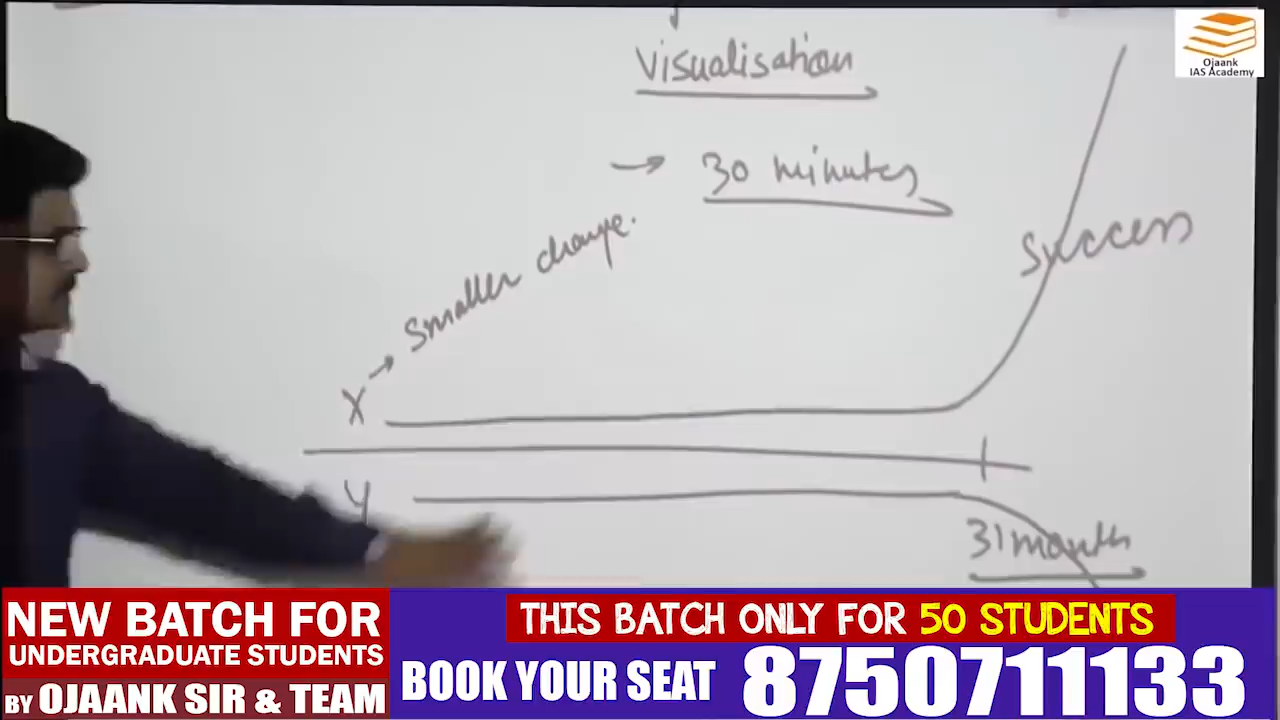 Visualisation
Ojaank
IAS Academy
→ 30 minutes
Success
→ Smaller change.
X
Y
31 month
NEW BATCH FOR
UNDERGRADUATE STUDENTS
BY OJAANK SIR & TEAM
THIS BATCH ONLY FOR 50 STUDENTS
BOOK YOUR SEAT 8750711133